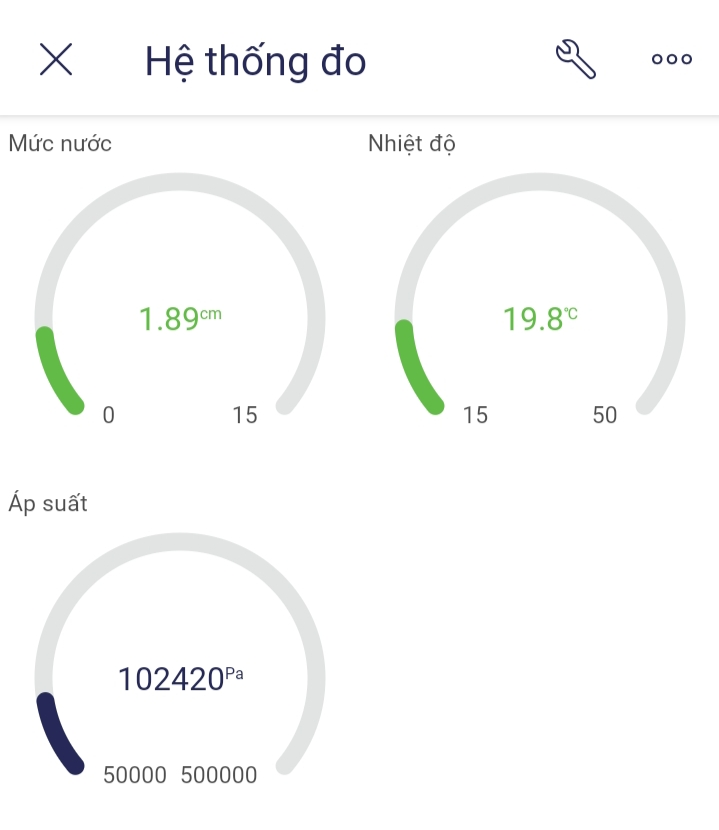 Hệ thống đo
Mức nước
Nhiệt độ
1.89cm
19.8℃
0 15
15 50
Áp suất
102420Pa
50000 500000